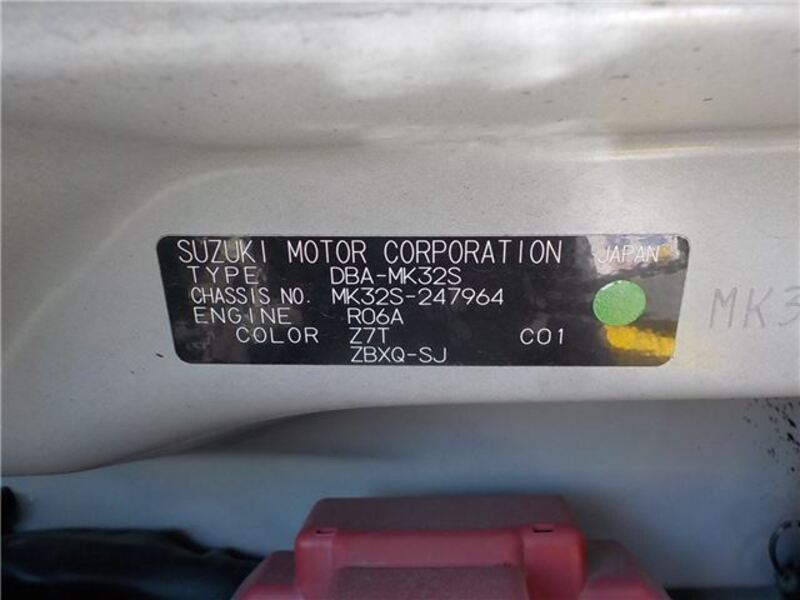 SUZUKI MOTOR CORPORATION JAPAN
TYPE DBA-MK32S
CHASSIS NO. MK32S-247964
ENGINE R06A
COLOR Z7T C01
ZBXQ-SJ
MK3